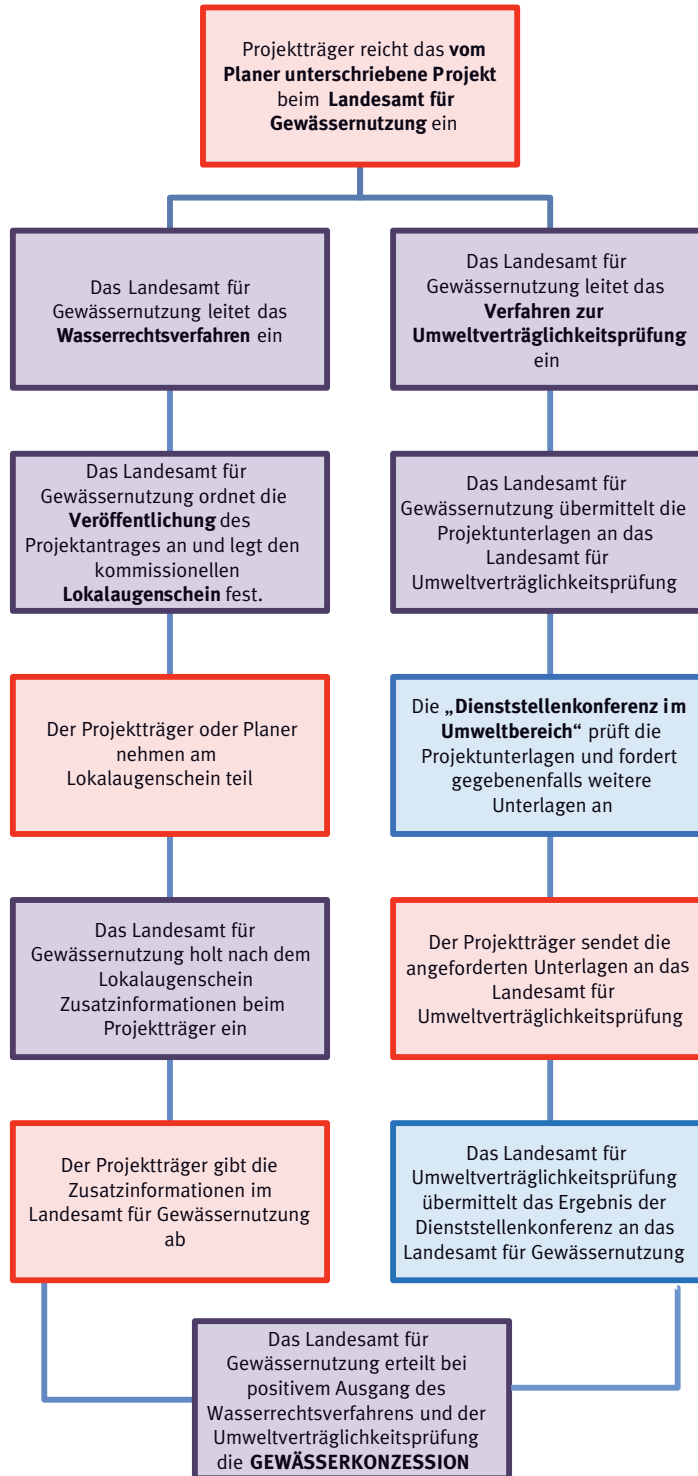 Projektträger reicht das vom
Planer unterschriebene Projekt
beim Landesamt für
Gewässernutzung ein
Das Landesamt für
Gewässernutzung leitet das
Wasserrechtsverfahren ein
Das Landesamt für
Gewässernutzung ordnet die
Veröffentlichung des
Projektantrages an und legt den
kommissionellen
Lokalaugenschein fest.
Der Projektträger oder Planer
nehmen am
Lokalaugenschein teil
Das Landesamt für
Gewässernutzung holt nach dem
Lokalaugenschein
Zusatzinformationen beim
Projektträger ein
Der Projektträger gibt die
Zusatzinformationen im
Landesamt für Gewässernutzung
ab
Das Landesamt für
Gewässernutzung leitet das
Verfahren zur
Umweltverträglichkeitsprüfung
ein
Das Landesamt für
Gewässernutzung übermittelt die
Projektunterlagen an das
Landesamt für
Umweltverträglichkeitsprüfung
Die „Dienststellenkonferenz im
Umweltbereich“ prüft die
Projektunterlagen und fordert
gegebenenfalls weitere
Unterlagen an
Der Projektträger sendet die
angeforderten Unterlagen an das
Landesamt für
Umweltverträglichkeitsprüfung
Das Landesamt für
Umweltverträglichkeitsprüfung
übermittelt das Ergebnis der
Dienststellenkonferenz an das
Landesamt für Gewässernutzung
Das Landesamt für
Gewässernutzung erteilt bei
positivem Ausgang des
Wasserrechtsverfahrens und der
Umweltverträglichkeitsprüfung
die GEWÄSSERKONZESSION